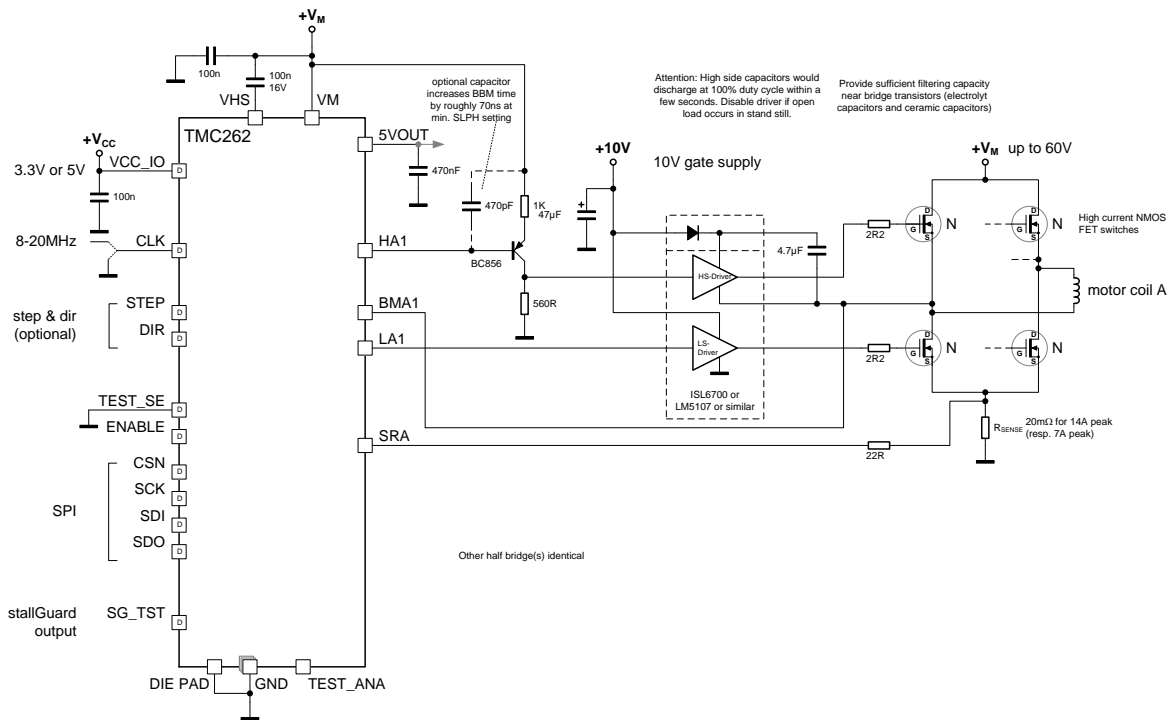 +VM
100n
100n
16V
VHS
VM
optional capacitor
increases BBM time
by roughly 70ns at
min. SLPH setting
Attention: High side capacitors would
discharge at 100% duty cycle within a
few seconds. Disable driver if open
load occurs in stand still.
Provide sufficient filtering capacity
near bridge transistors (electrolyt
capacitors and ceramic capacitors)
TMC262
+VCC
3.3V or 5V
VCC_IO
D
100n
5VOUT
470nF
470pF
1K
47µF
+
+10V
10V gate supply
+VM up to 60V
8-20MHz
CLK
D
HA1
BC856
560R
HS-Driver
4.7µF
2R2
D
G
S
N
D
G
S
N
High current NMOS
FET switches
motor coil A
step & dir
(optional)
STEP
D
DIR
D
BMA1
LA1
LS-
Driver
2R2
D
G
S
N
D
G
S
N
ISL6700 or
LM5107 or similar
TEST_SE
D
ENABLE
D
SRA
22R
RSENSE
20mΩ for 14A peak
(resp. 7A peak)
SPI
CSN
D
SCK
D
SDI
D
SDO
D
Other half bridge(s) identical
stallGuard
output
SG_TST
D
DIE PAD
GND
TEST_ANA